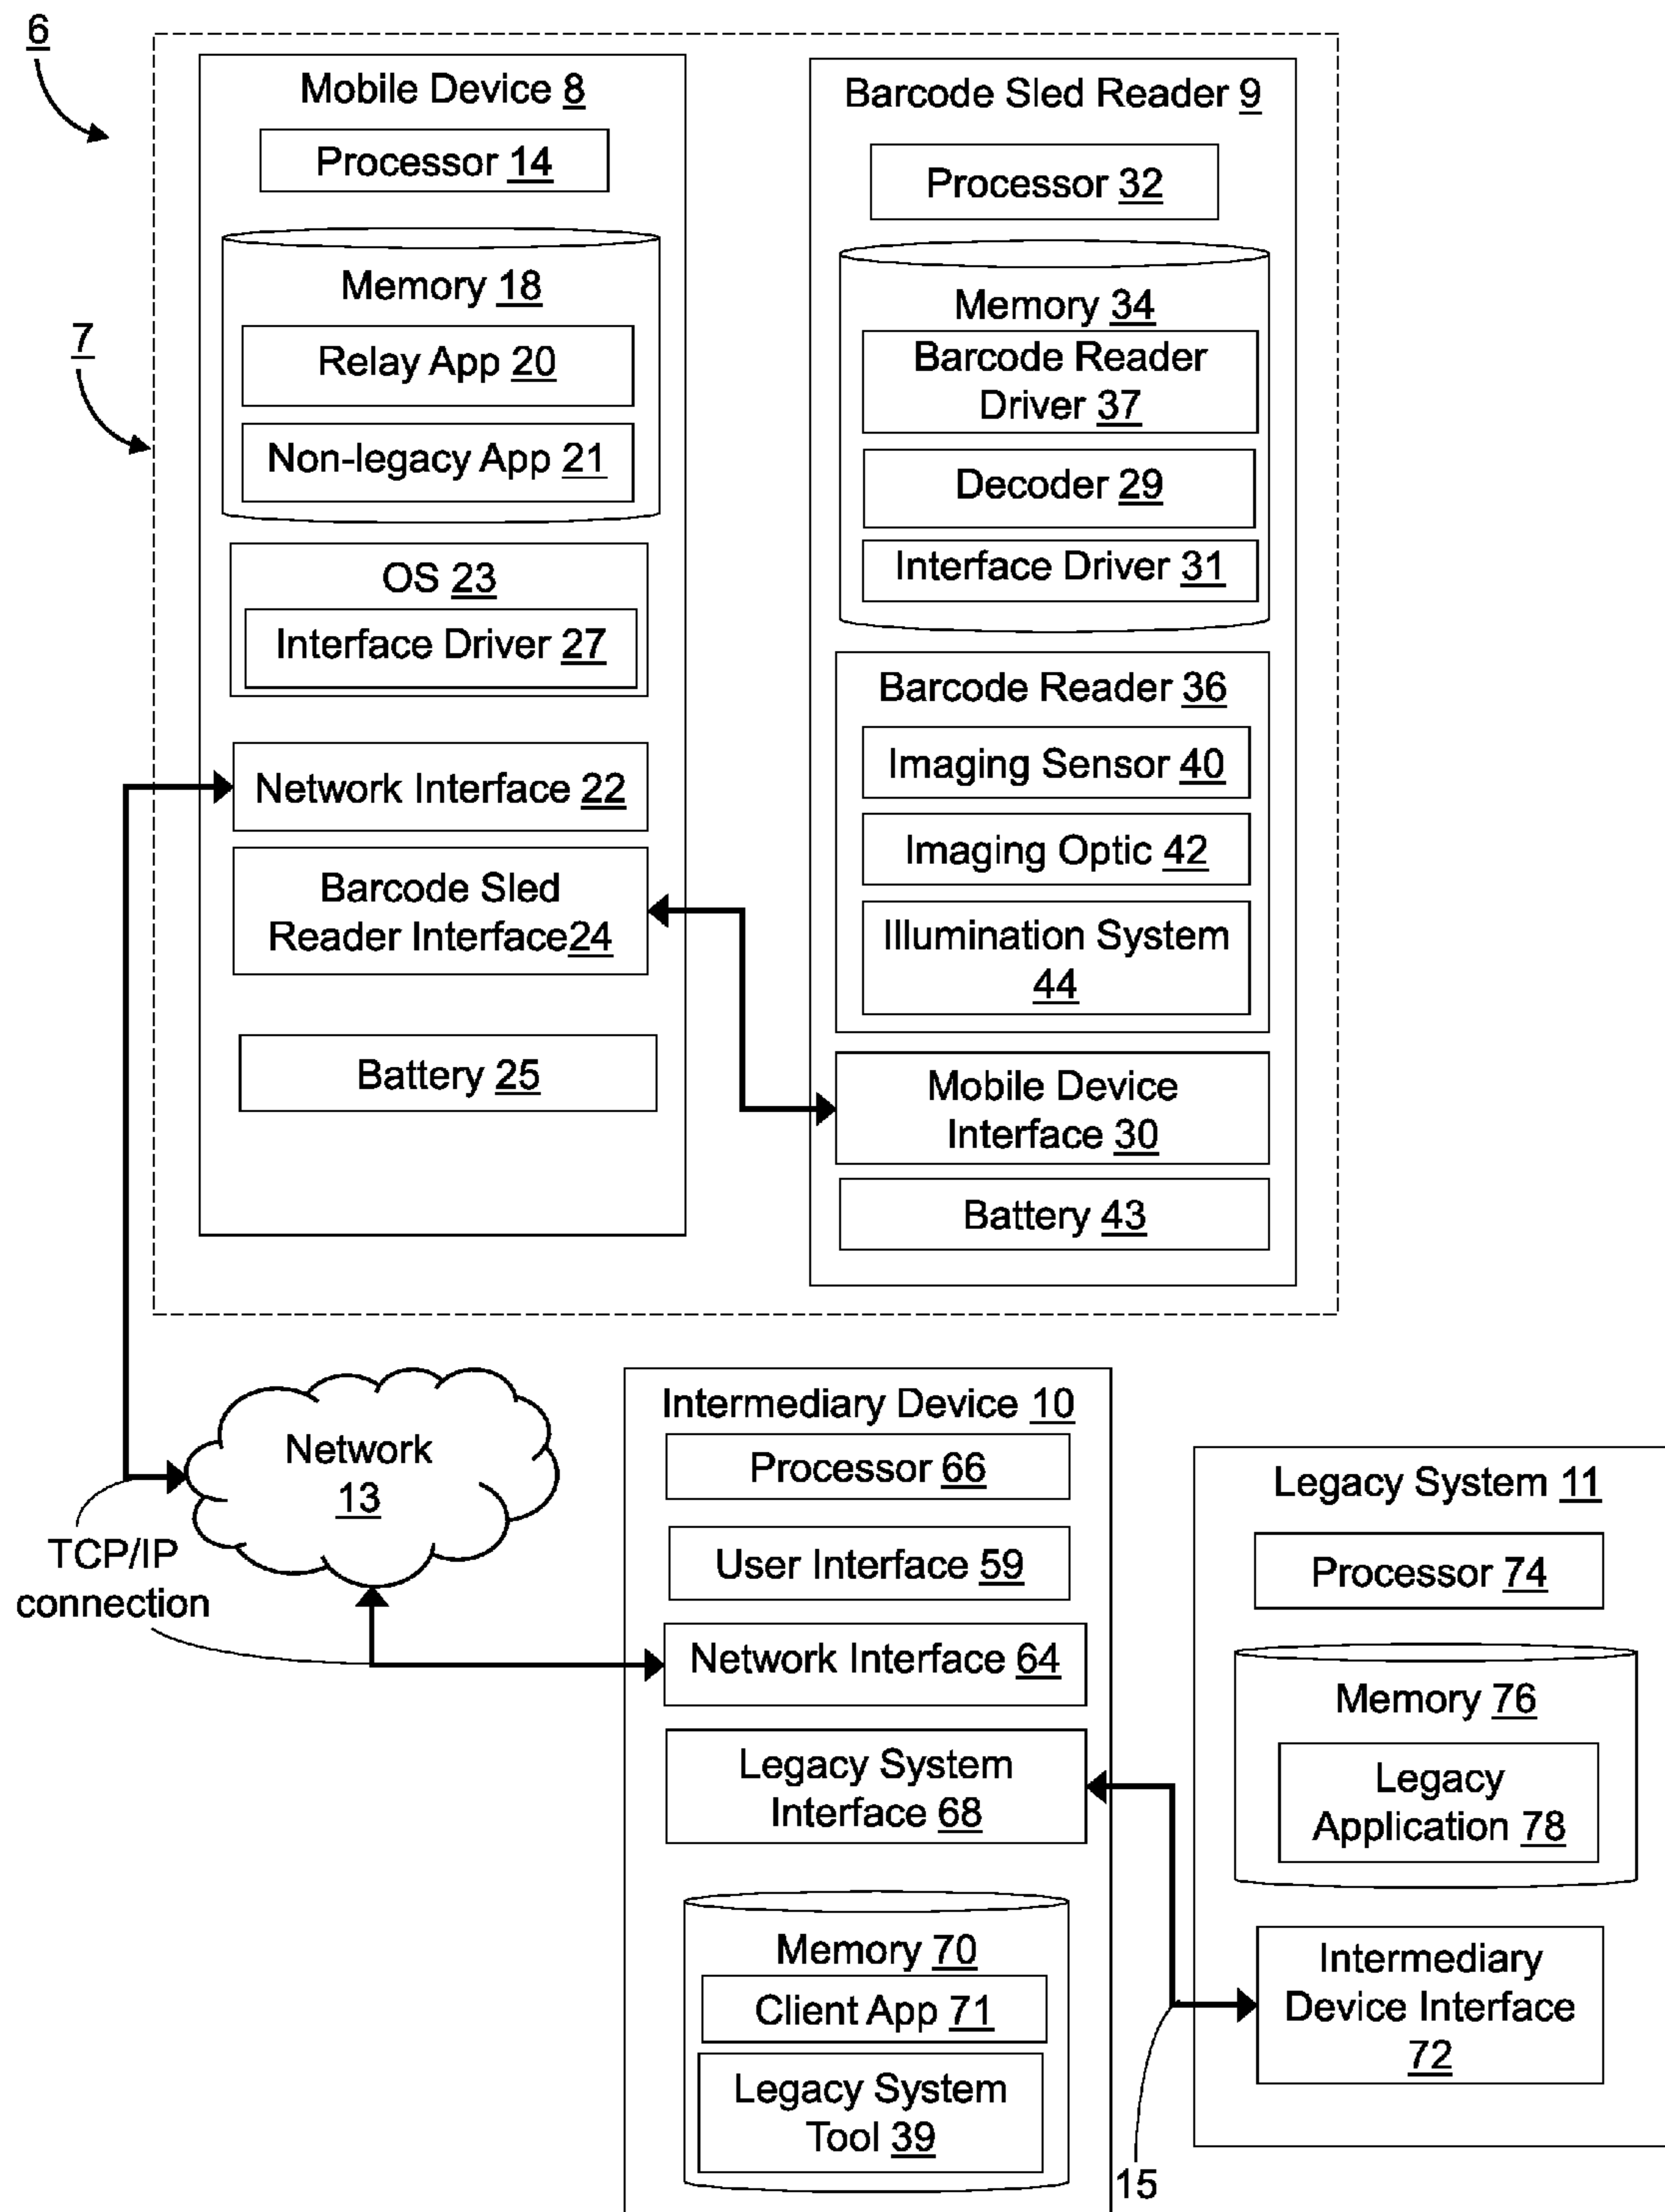 6
7
Mobile Device 8
Processor 14
Memory 18
Relay App 20
Non-legacy App 21
OS 23
Interface Driver 27
Network Interface 22
Barcode Sled
Reader Interface24
Battery 25
Barcode Sled Reader 9
Processor 32
Memory 34
Barcode Reader
Driver 37
Decoder 29
Interface Driver 31
Barcode Reader 36
Imaging Sensor 40
Imaging Optic 42
Illumination System
44
Mobile Device
Interface 30
Battery 43
Network
13
TCP/IP
connection
Intermediary Device 10
Processor 66
User Interface 59
Network Interface 64
Legacy System
Interface 68
Memory 70
Client App 71
Legacy System
Tool 39
15
Legacy System 11
Processor 74
Memory 76
Legacy
Application 78
Intermediary
Device Interface
72